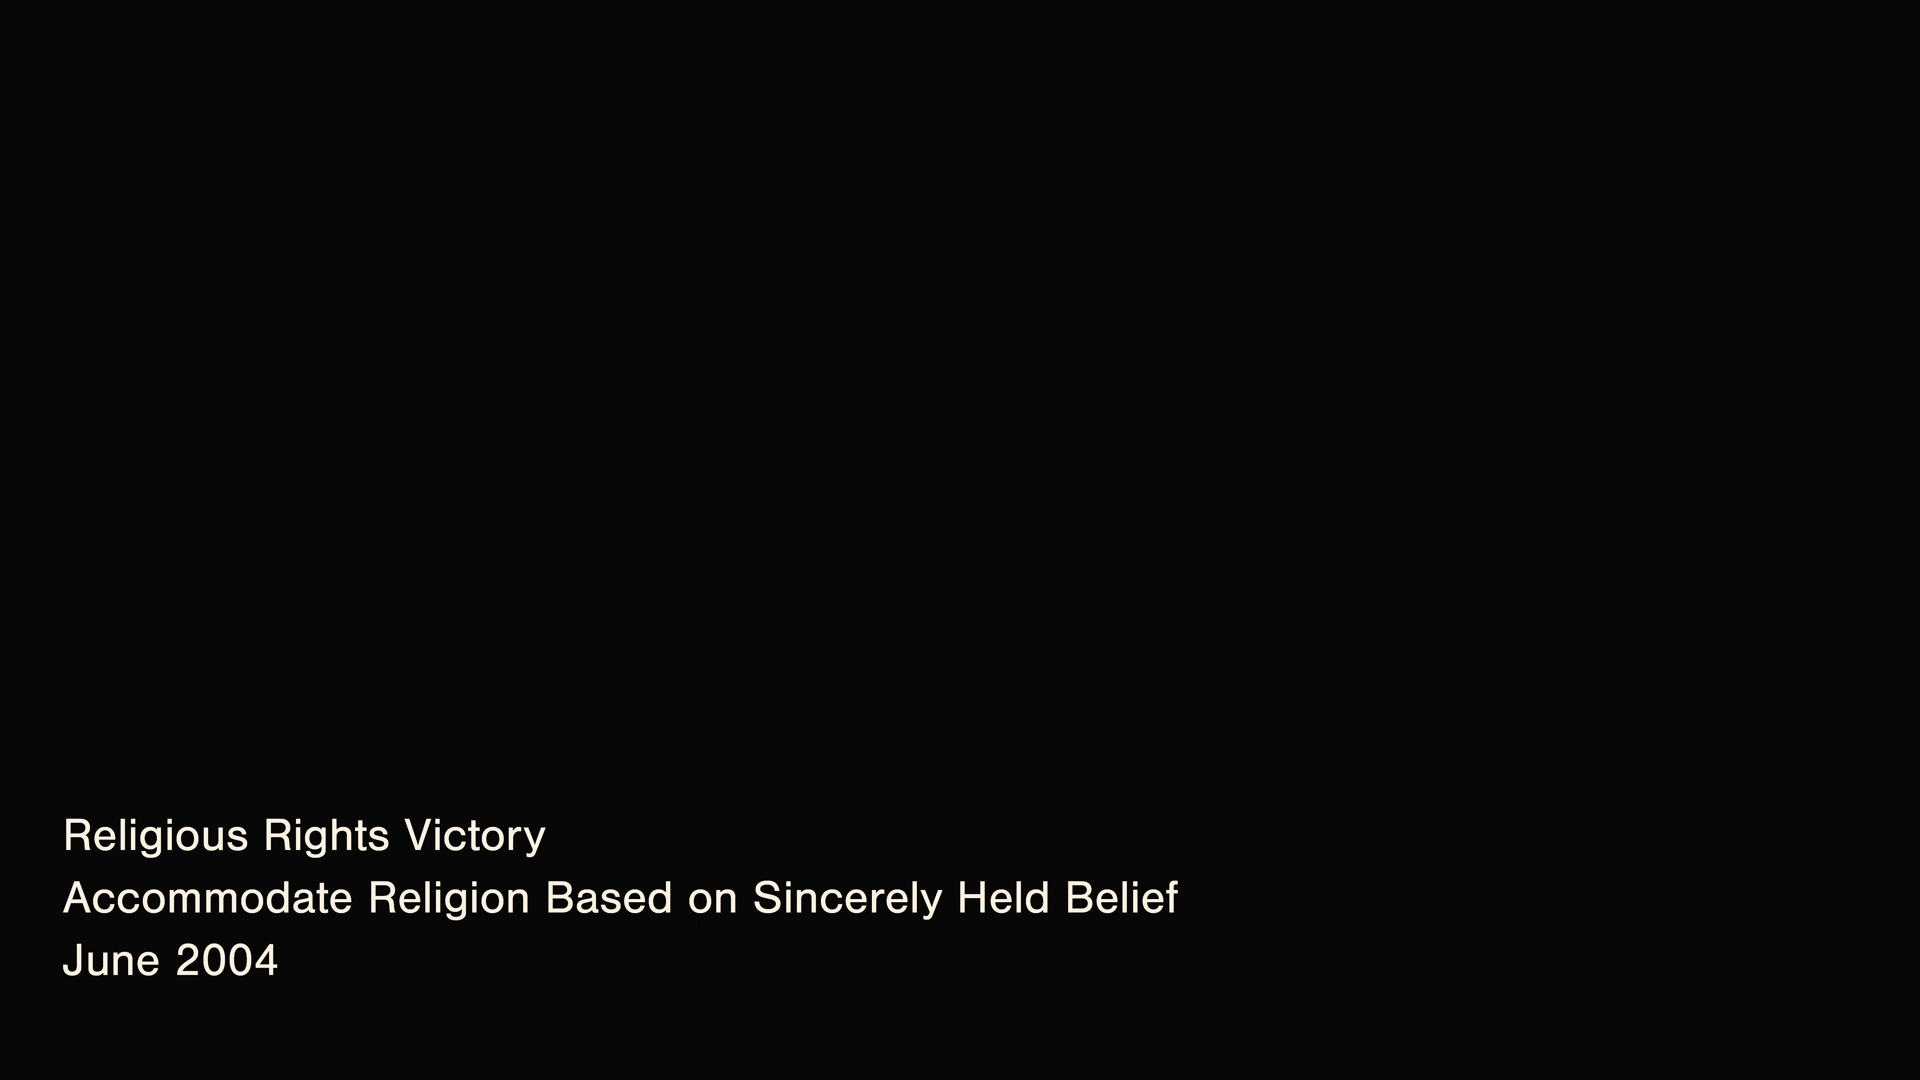 Religious Rights Victory
Accommodate Religion Based on Sincerely Held Belief
June 2004